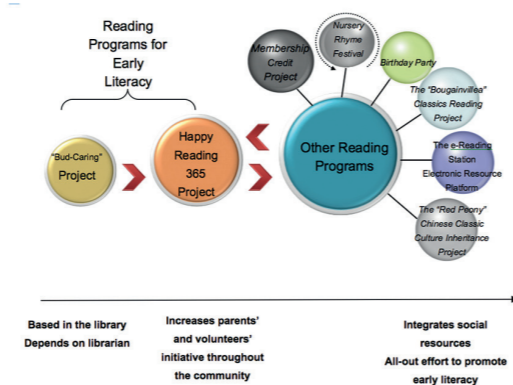 Reading
Programs for
Early
Literacy
Membership
Credit
Project
Nursery
Rhyme
Festival
Birthday Party
The "Bougainvillea"
Classics Reading
Project
"Bud-Caring"
Project
Happy
Reading
365
Project
Other Reading
Programs
The e-Reading
Station
Electronic Resource
Platform
The "Red Peony"
Chinese Classic
Culture Inheritance
Project
Based in the library
Depends on librarian
Increases parents'
and volunteers'
initiative throughout
the community
Integrates social
resources
All-out effort to promote
early literacy